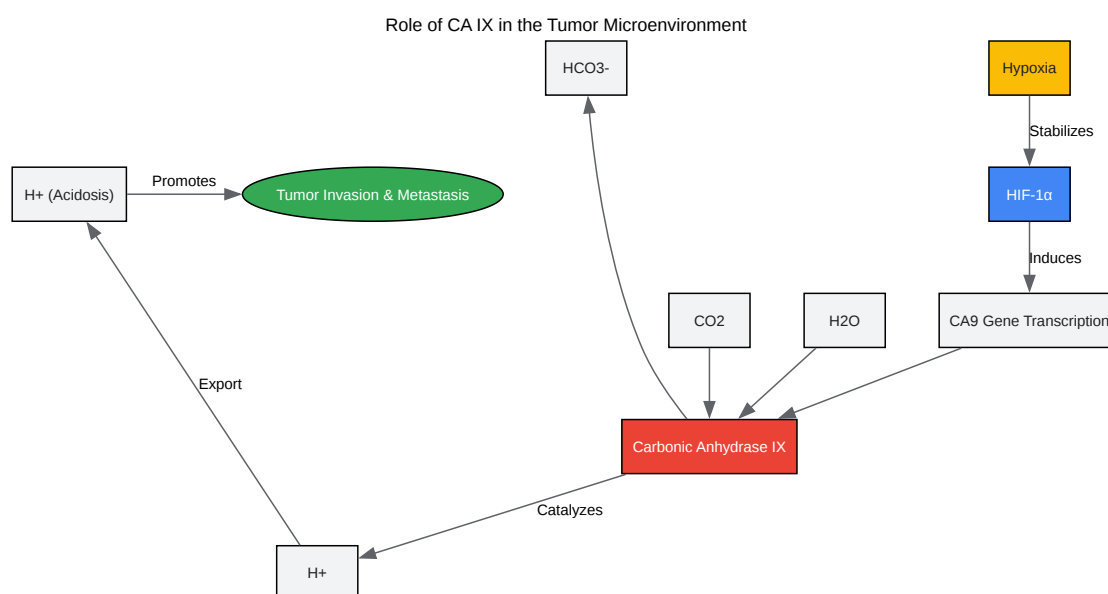 Role of CA IX in the Tumor Microenvironment
HCO3-
Hypoxia
Stabilizes
H+ (Acidosis)
Promotes
Tumor Invasion & Metastasis
HIF-1α
Induces
CO2
H2O
CA9 Gene Transcription
Export
Carbonic Anhydrase IX
Catalyzes
H+